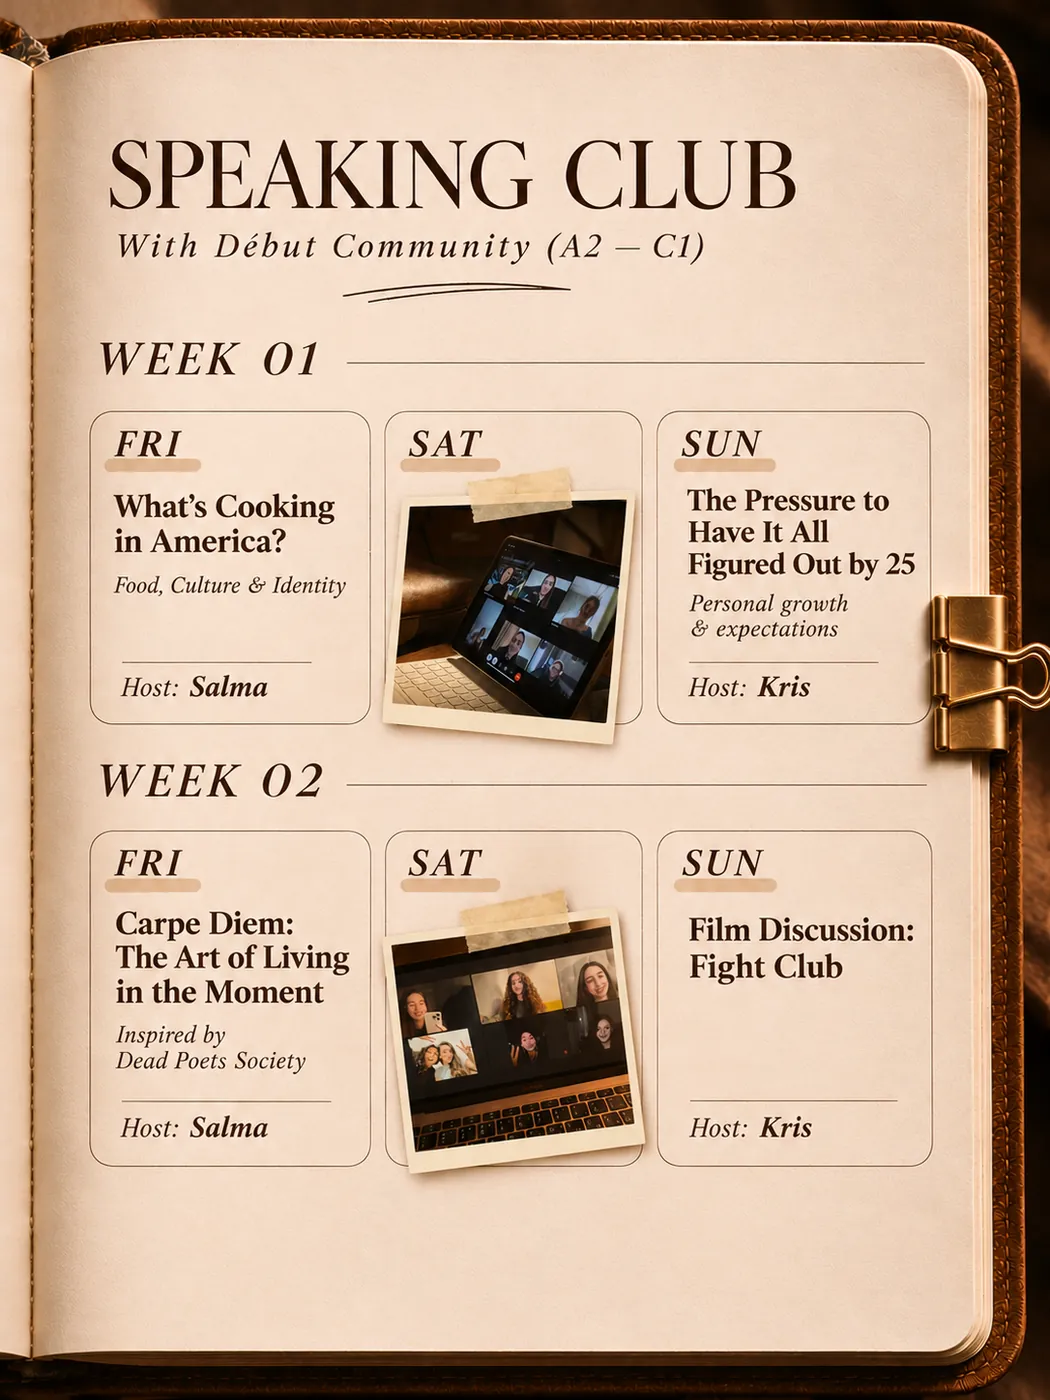 SPEAKING CLUB
With Début Community (A2 — C1)
WEEK 01
FRI
What's Cooking
in America?
Food, Culture & Identity
Host: Salma
SAT
SUN
The Pressure to
Have It All
Figured Out by 25
Personal growth
& expectations
Host: Kris
WEEK 02
FRI
Carpe Diem:
The Art of Living
in the Moment
Inspired by
Dead Poets Society
Host: Salma
SAT
SUN
Film Discussion:
Fight Club
Host: Kris